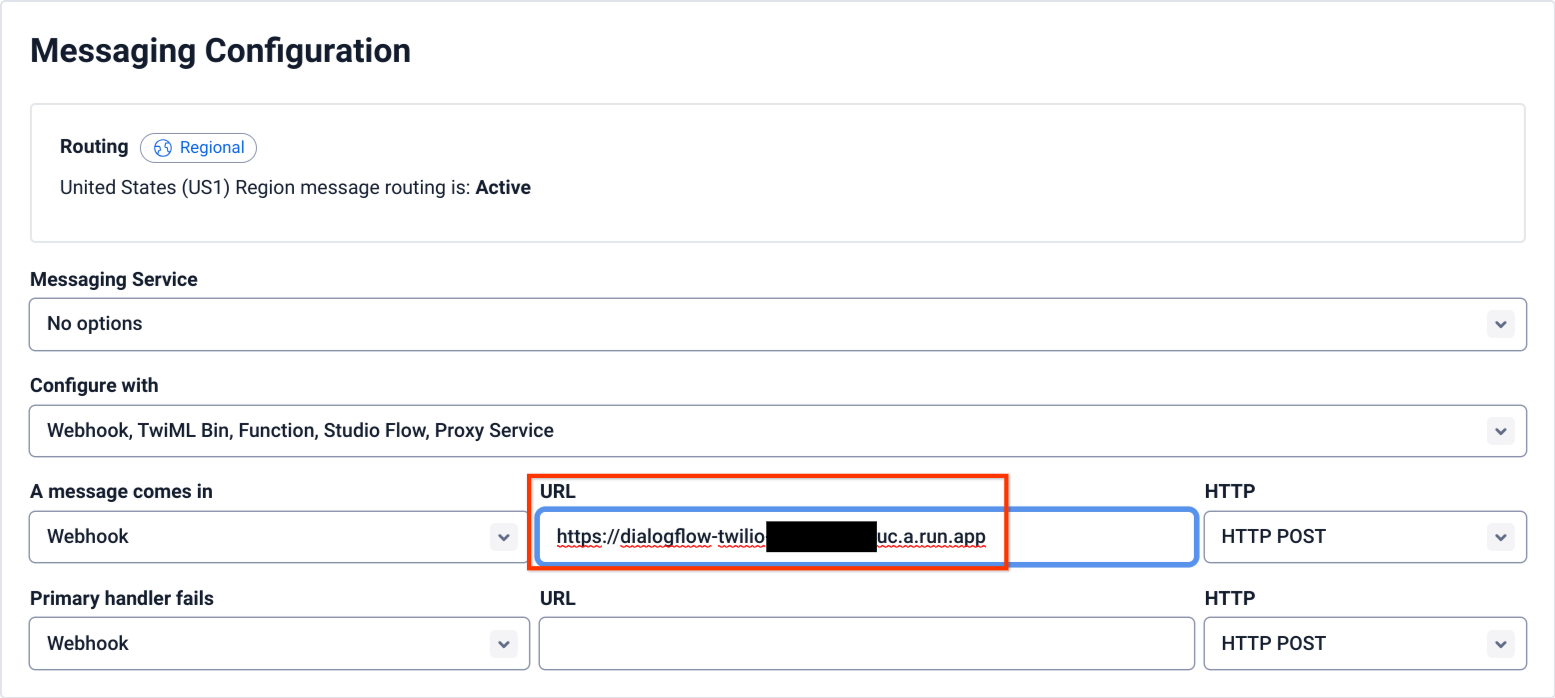 Messaging Configuration
Routing Regional
United States (US1) Region message routing is: Active
Messaging Service
No options
Configure with
Webhook, TwiML Bin, Function, Studio Flow, Proxy Service
A message comes in URL HTTP
Webhook https://dialogflow-twilio- uc.a.run.app HTTP POST
Primary handler fails URL HTTP
Webhook HTTP POST